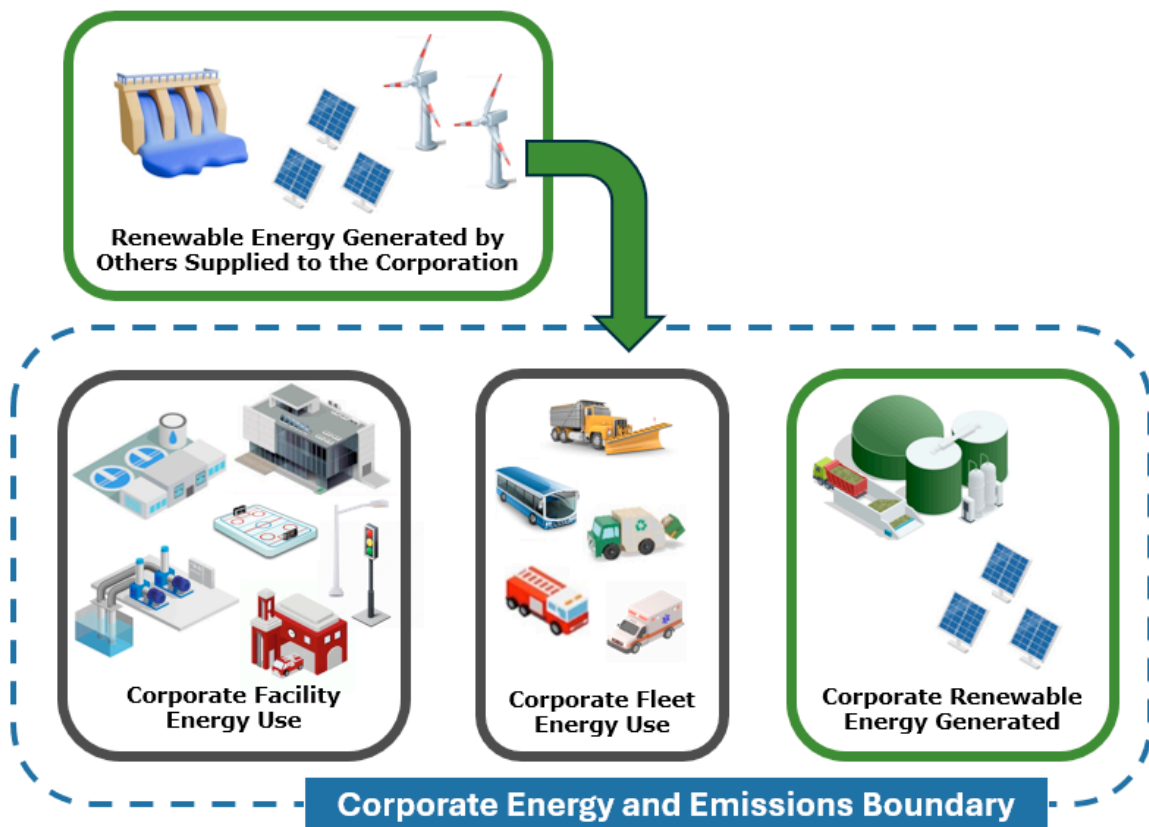 Renewable Energy Generated by
Others Supplied to the Corporation
Corporate Facility
Energy Use
Corporate Fleet
Energy Use
Corporate Renewable
Energy Generated
Corporate Energy and Emissions Boundary